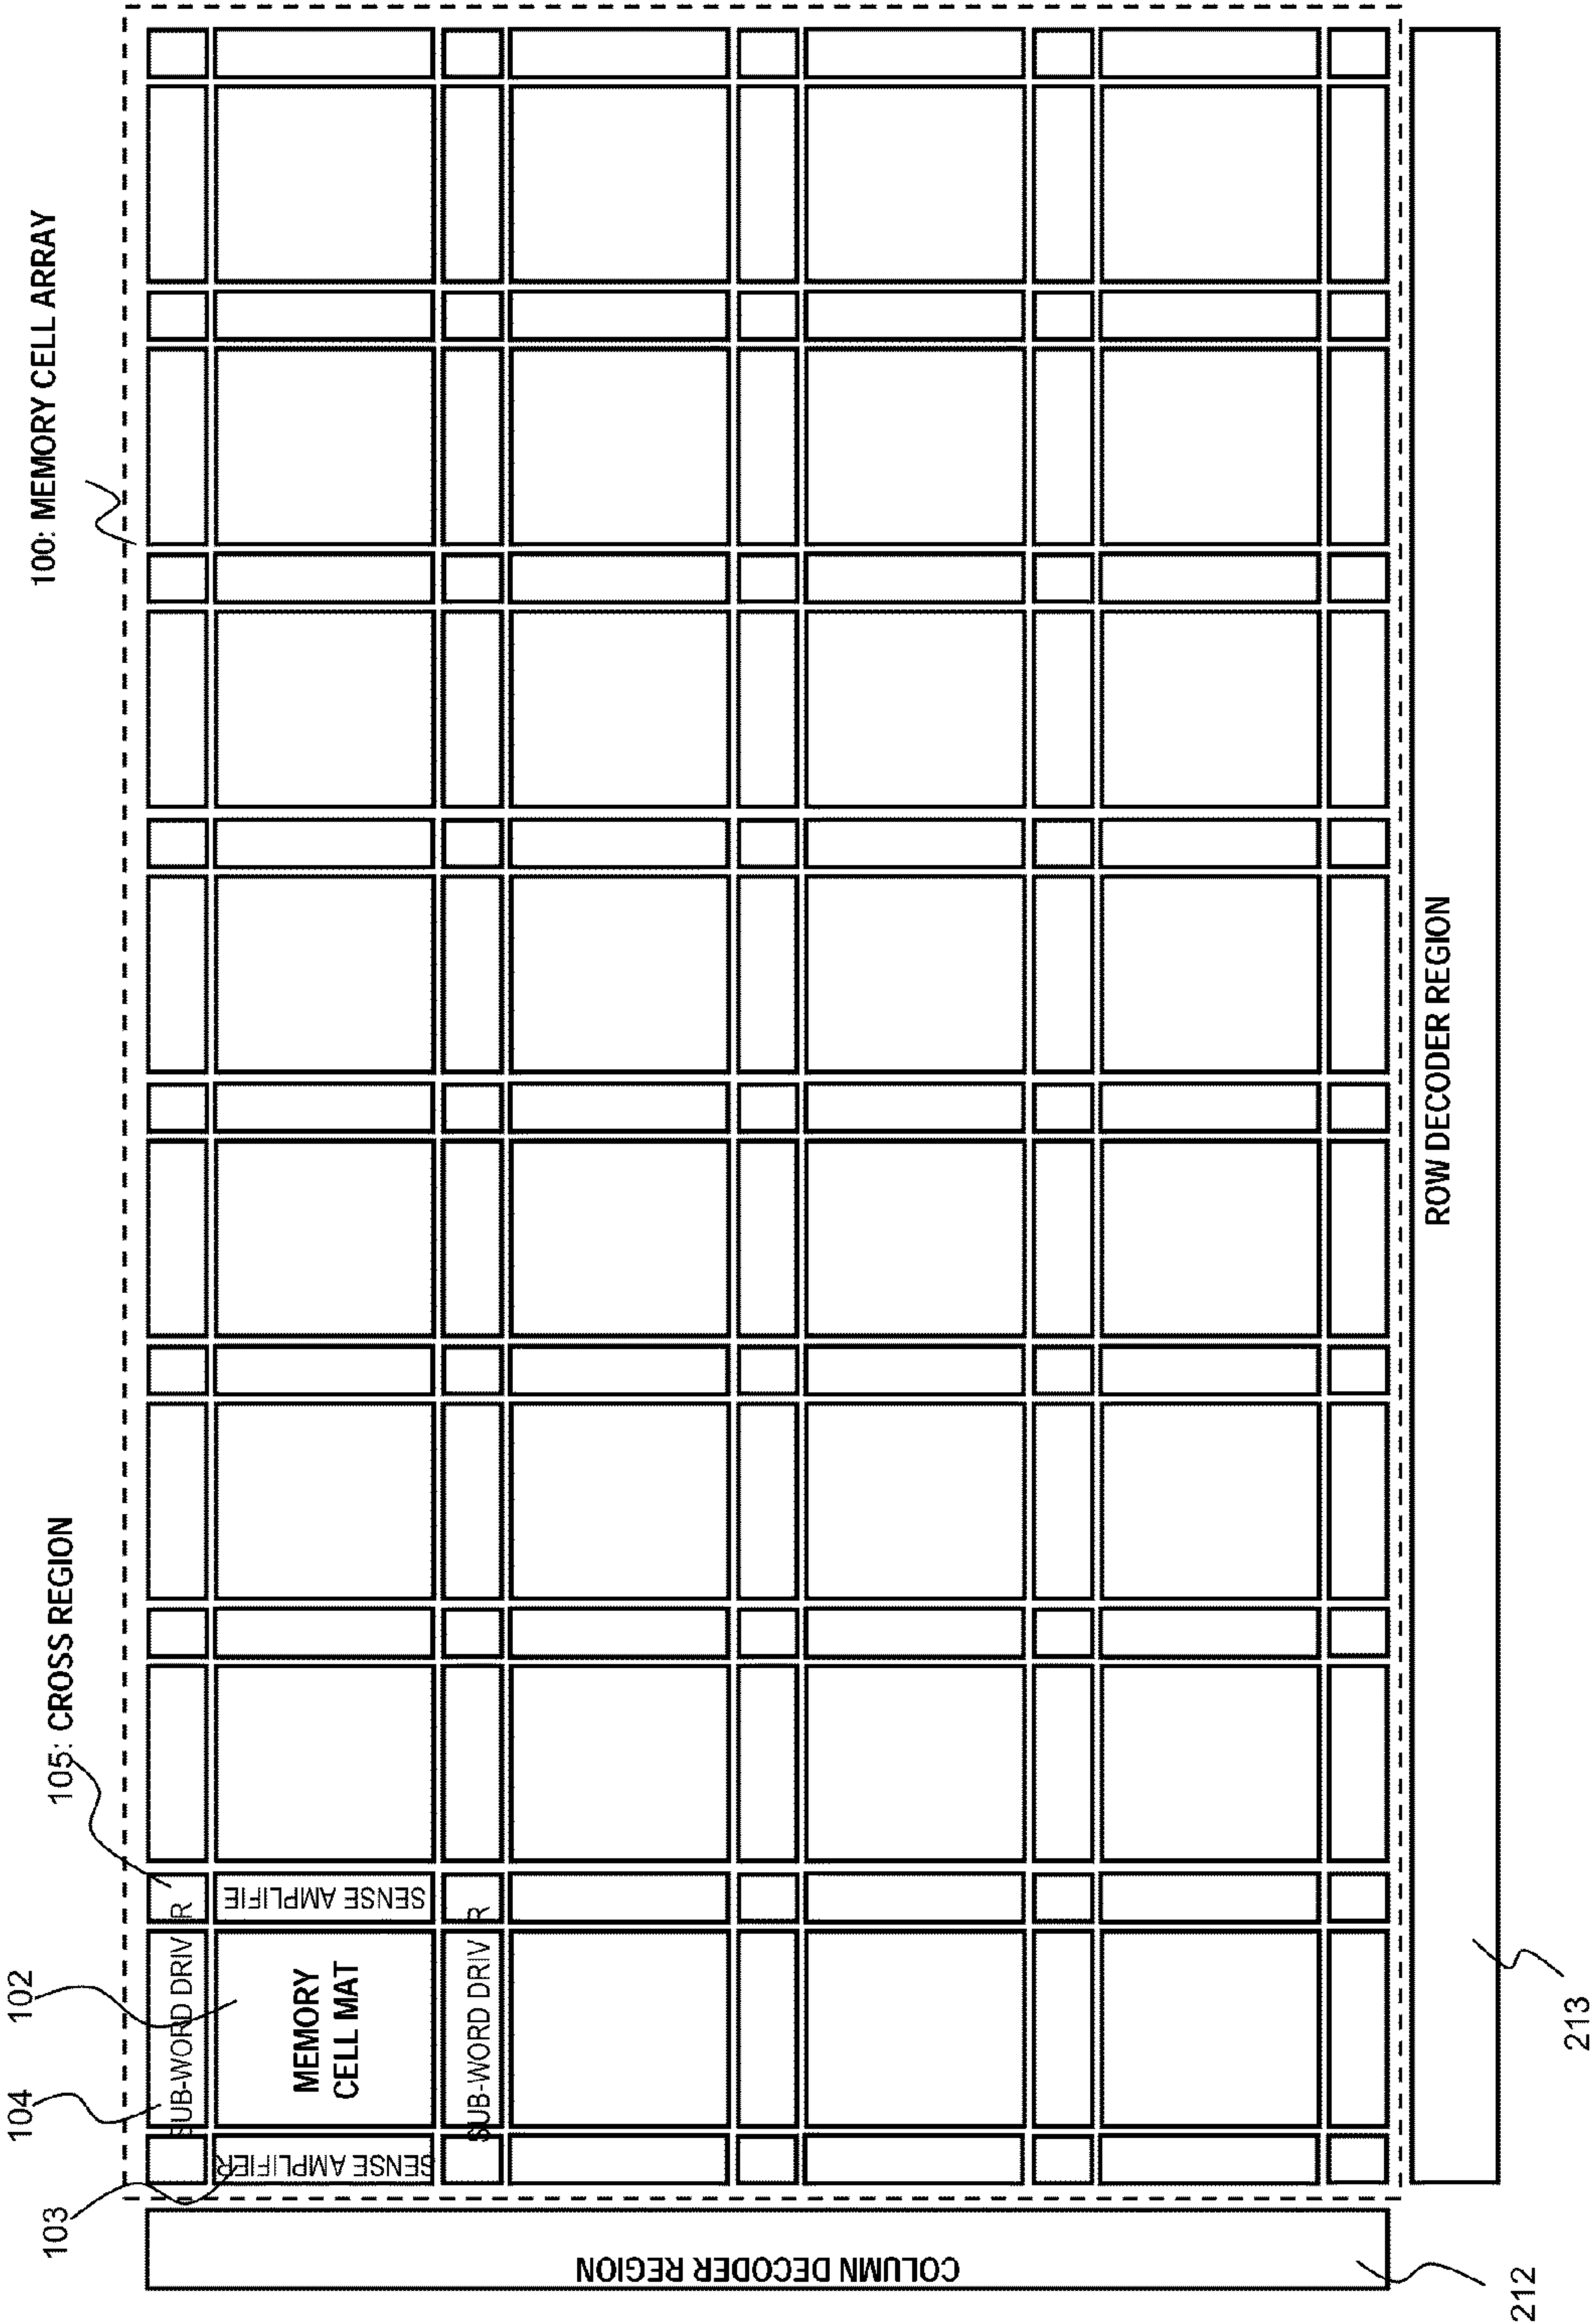 100: MEMORY CELL ARRAY
105: CROSS REGION
102
104
103
SUB-WORD DRIV R
SENSE AMPLIFIE
MEMORY
CELL MAT
SUB-WORD DRIV R
SENSE AMPLIFIER
COLUMN DECODER REGION
ROW DECODER REGION
213
212